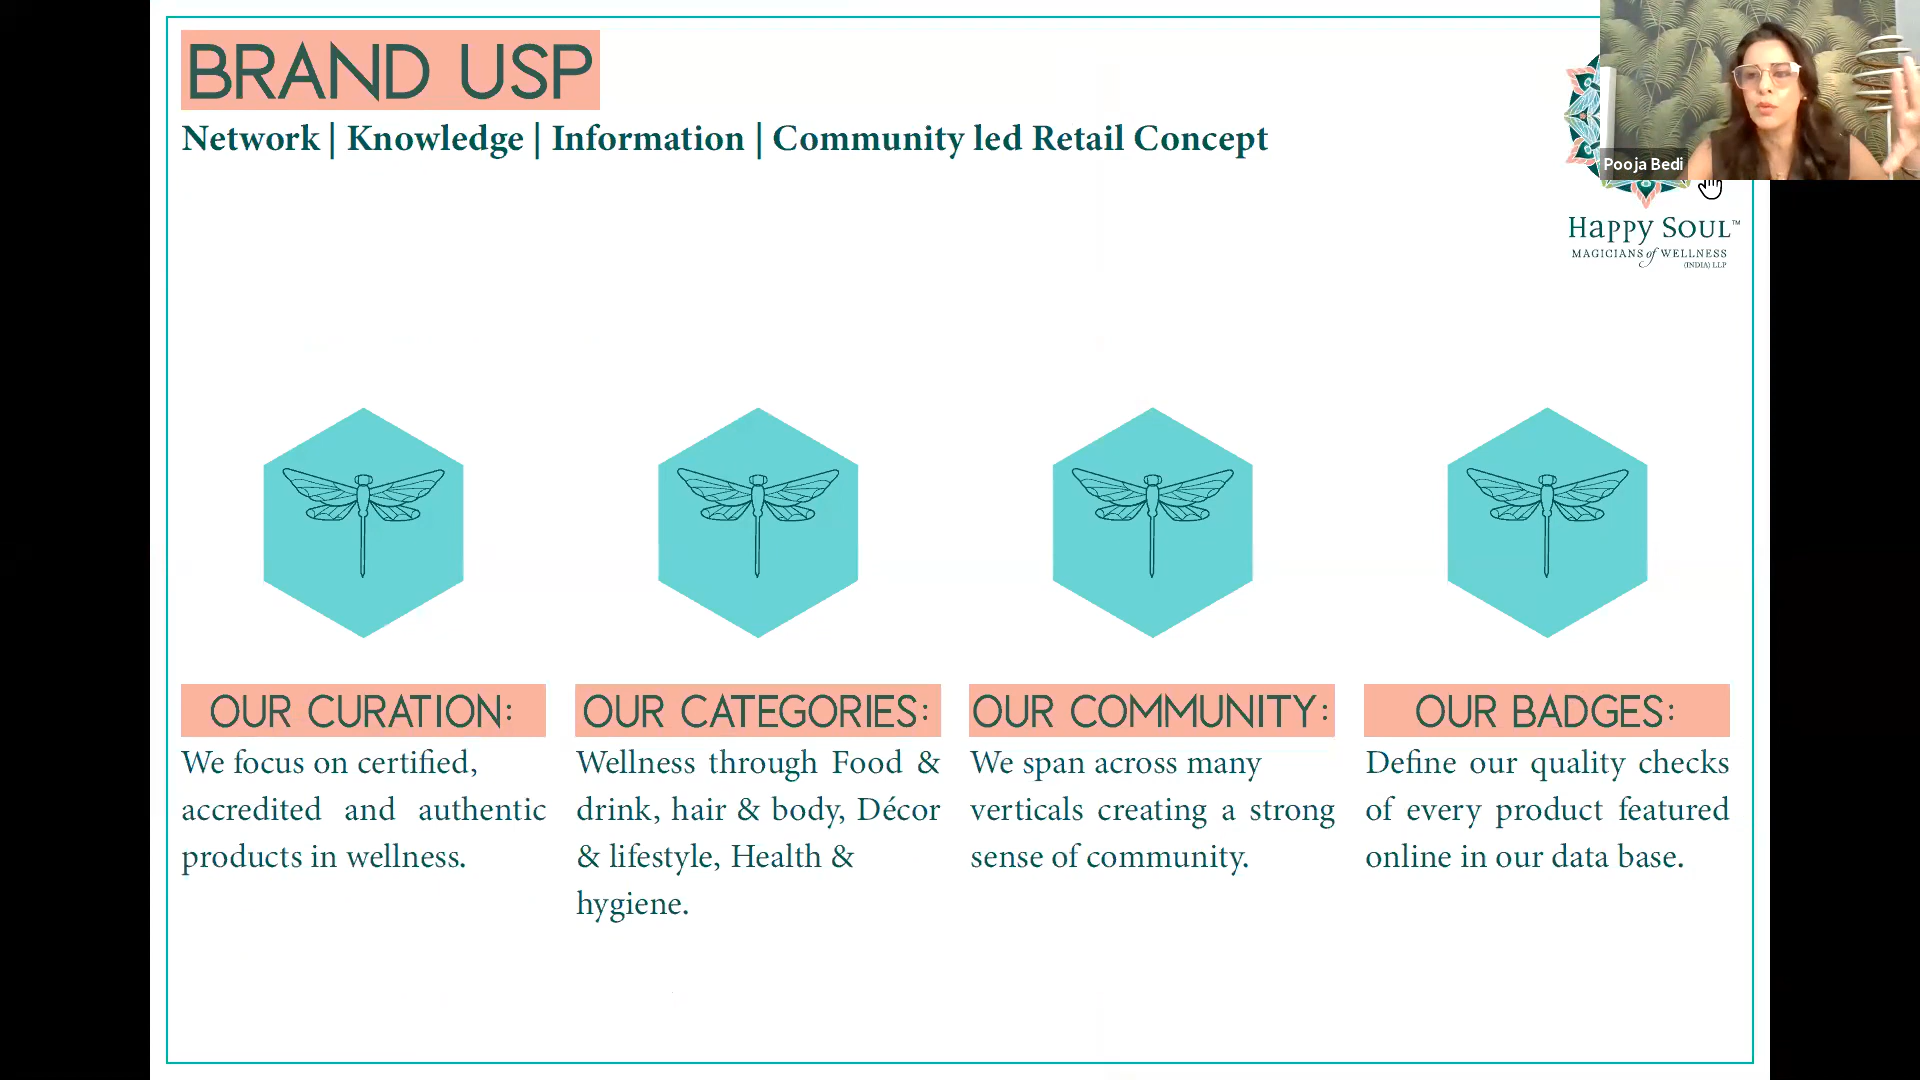 BRAND USP
Network | Knowledge | Information | Community led Retail Concept
Pooja Bedi
Happy Soul™
MAGICIANS of WELLNESS
(INDIA) LLP
OUR CURATION:
We focus on certified,
accredited and authentic
products in wellness.
OUR CATEGORIES:
Wellness through Food &
drink, hair & body, Décor
& lifestyle, Health &
hygiene.
OUR COMMUNITY:
We span across many
verticals creating a strong
sense of community.
OUR BADGES:
Define our quality checks
of every product featured
online in our data base.